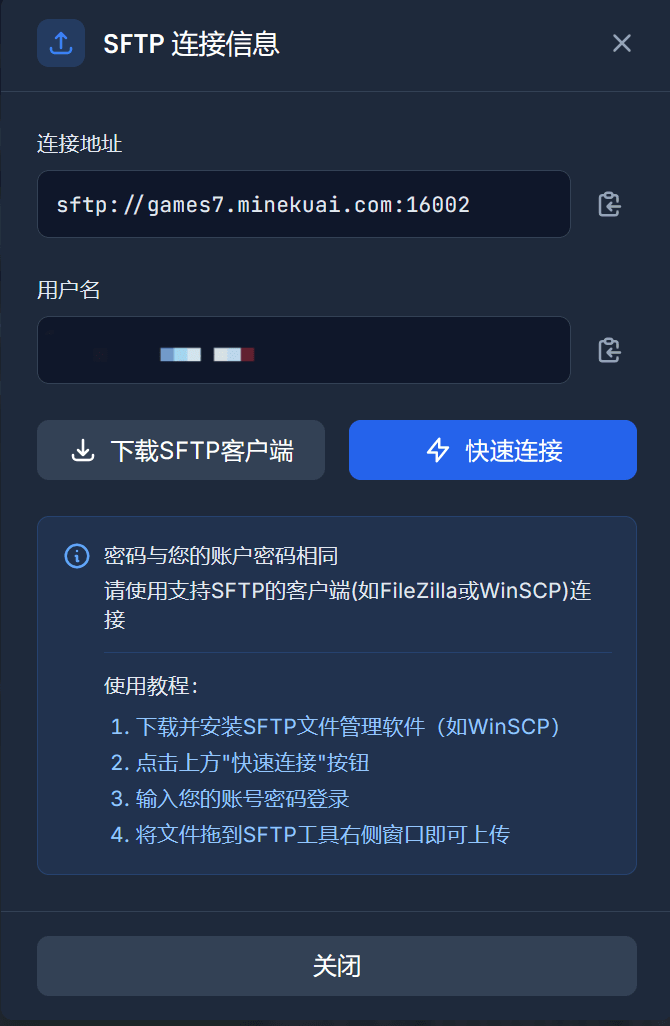 SFTP 连接信息
连接地址
sftp://games7.minekuai.com:16002
用户名
下载SFTP客户端
快速连接
密码与您的账户密码相同
请使用支持SFTP的客户端(如FileZilla或WinSCP)连
接
使用教程：
1. 下载并安装SFTP文件管理软件（如WinSCP）
2. 点击上方"快速连接"按钮
3. 输入您的账号密码登录
4. 将文件拖到SFTP工具右侧窗口即可上传
关闭